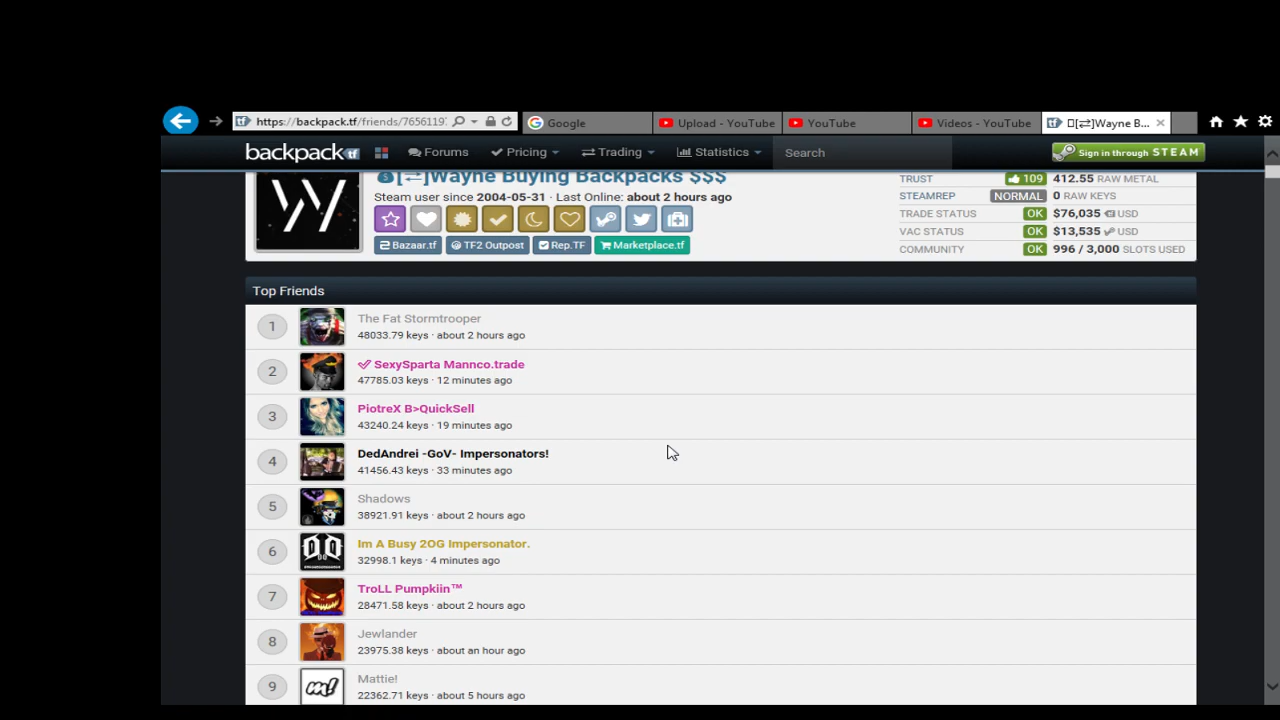 https://backpack.tf/friends/7656119
Google
Upload - YouTube
YouTube
Videos - YouTube
[⇄]Wayne B...
backpack.tf
Forums
Pricing
Trading
Statistics
Search
Sign in through STEAM
$[⇄]Wayne Buying Backpacks $$$
Steam user since 2004-05-31 · Last Online: about 2 hours ago
Bazaar.tf
TF2 Outpost
Rep.TF
Marketplace.tf
TRUST 109 412.55 RAW METAL
STEAMREP NORMAL 0 RAW KEYS
TRADE STATUS OK $76,035 USD
VAC STATUS OK $13,535 USD
COMMUNITY OK 996 / 3,000 SLOTS USED
Top Friends
1
The Fat Stormtrooper
48033.79 keys · about 2 hours ago
2
SexySparta Mannco.trade
47785.03 keys · 12 minutes ago
3
PiotreX B>QuickSell
43240.24 keys · 19 minutes ago
4
DedAndrei -GoV- Impersonators!
41456.43 keys · 33 minutes ago
5
Shadows
38921.91 keys · about 2 hours ago
6
Im A Busy 2OG Impersonator.
32998.1 keys · 4 minutes ago
7
TroLL Pumpkiin™
28471.58 keys · about 2 hours ago
8
Jewlander
23975.38 keys · about an hour ago
9
m!
Mattie!
22362.71 keys · about 5 hours ago